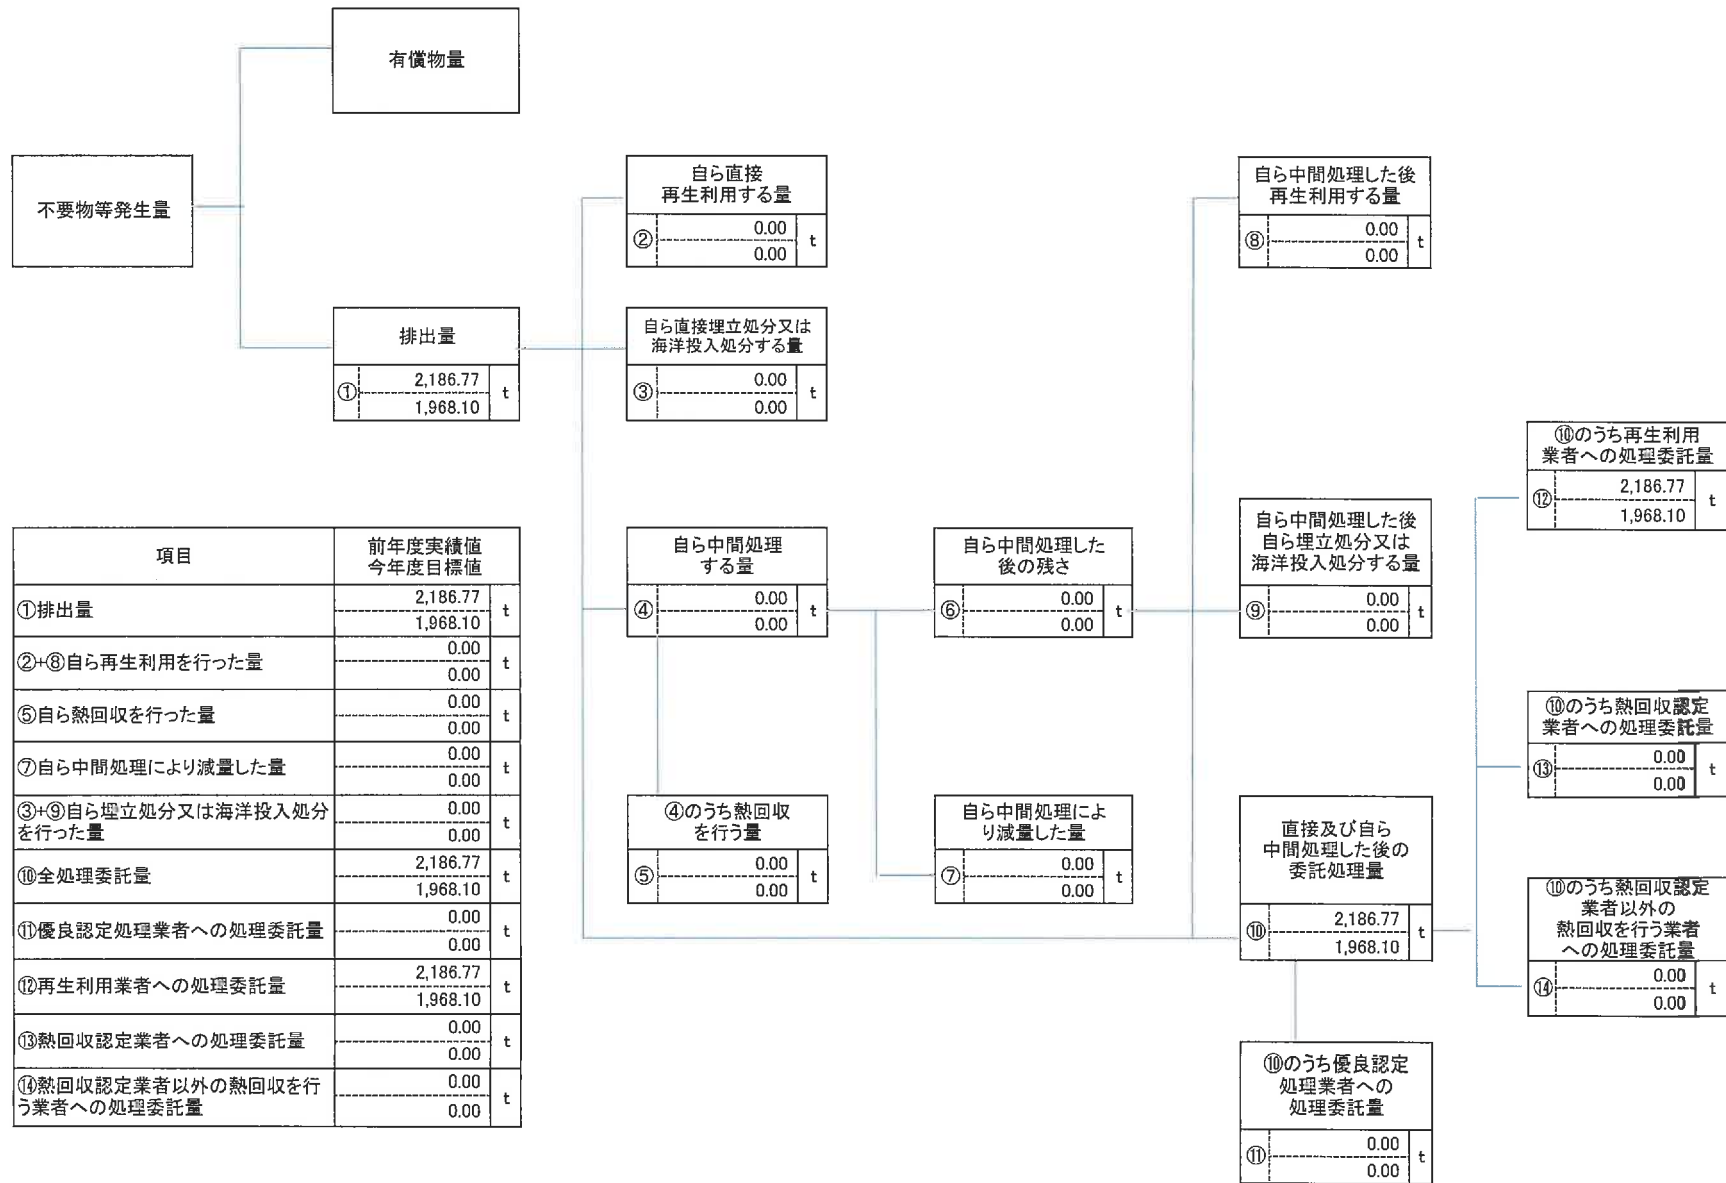 有償物量
不要物等発生量
排出量
①
2,186.77
1,968.10
t
自ら直接
再生利用する量
②
0.00
0.00
t
自ら直接埋立処分又は
海洋投入処分する量
③
0.00
0.00
t
自ら中間処理
する量
④
0.00
0.00
t
④のうち熱回収
を行う量
⑤
0.00
0.00
t
自ら中間処理した
後の残さ
⑥
0.00
0.00
t
自ら中間処理によ
り減量した量
⑦
0.00
0.00
t
自ら中間処理した後
再生利用する量
⑧
0.00
0.00
t
自ら中間処理した後
自ら埋立処分又は
海洋投入処分する量
⑨
0.00
0.00
t
直接及び自ら
中間処理した後の
委託処理量
⑩
2,186.77
1,968.10
t
⑩のうち優良認定
処理業者への
処理委託量
⑪
0.00
0.00
t
⑩のうち再生利用
業者への処理委託量
⑫
2,186.77
1,968.10
t
⑩のうち熱回収認定
業者への処理委託量
⑬
0.00
0.00
t
⑩のうち熱回収認定
業者以外の
熱回収を行う業者
への処理委託量
⑭
0.00
0.00
t
項目
前年度実績値
今年度目標値
①排出量
2,186.77
1,968.10
t
②+⑧自ら再生利用を行った量
0.00
0.00
t
⑤自ら熱回収を行った量
0.00
0.00
t
⑦自ら中間処理により減量した量
0.00
0.00
t
③+⑨自ら埋立処分又は海洋投入処分
を行った量
0.00
0.00
t
⑩全処理委託量
2,186.77
1,968.10
t
⑪優良認定処理業者への処理委託量
0.00
0.00
t
⑫再生利用業者への処理委託量
2,186.77
1,968.10
t
⑬熱回収認定業者への処理委託量
0.00
0.00
t
⑭熱回収認定業者以外の熱回収を行
う業者への処理委託量
0.00
0.00
t